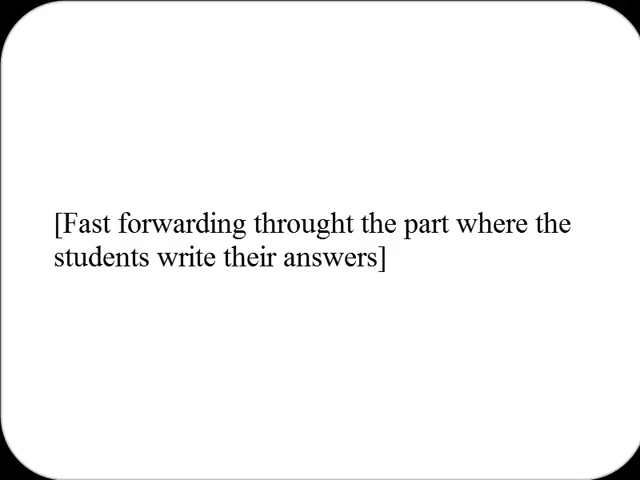 [Fast forwarding throught the part where the
students write their answers]